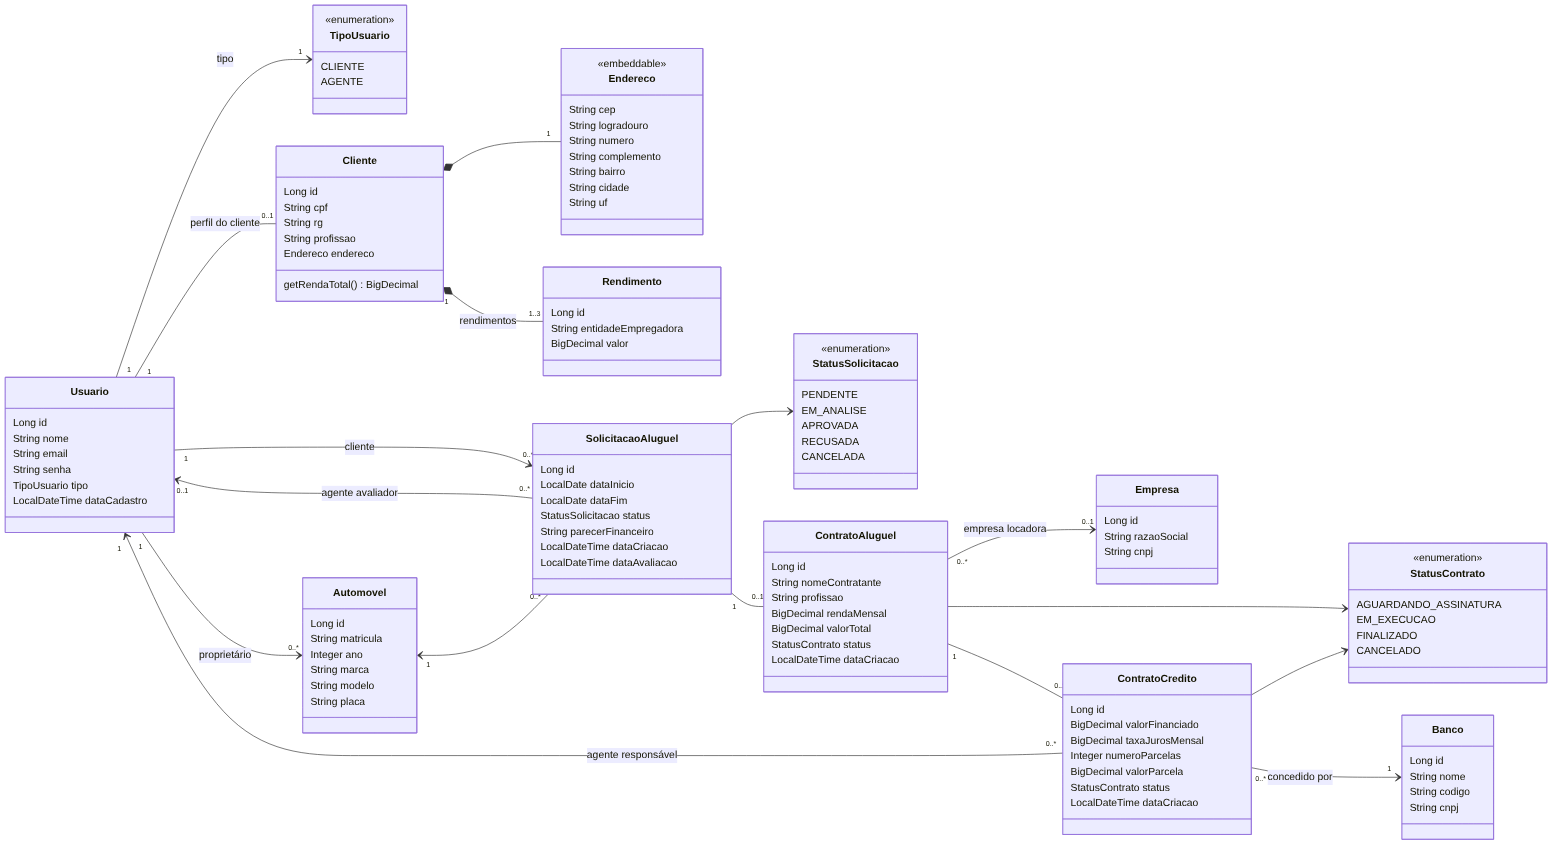 «enumeration»
TipoUsuario
CLIENTE
AGENTE
tipo
1
1
«embeddable»
Endereco
String cep
String logradouro
String numero
String complemento
String bairro
String cidade
String uf
1
Cliente
Long id
String cpf
String rg
String profissao
Endereco endereco
getRendaTotal() : BigDecimal
perfil do cliente
0..1
1
Rendimento
Long id
String entidadeEmpregadora
BigDecimal valor
rendimentos
1
1..3
«enumeration»
StatusSolicitacao
PENDENTE
EM_ANALISE
APROVADA
RECUSADA
CANCELADA
Usuario
Long id
String nome
String email
String senha
TipoUsuario tipo
LocalDateTime dataCadastro
cliente
1
0..*
agente avaliador
0..1
0..*
SolicitacaoAluguel
Long id
LocalDate dataInicio
LocalDate dataFim
StatusSolicitacao status
String parecerFinanceiro
LocalDateTime dataCriacao
LocalDateTime dataAvaliacao
Empresa
Long id
String razaoSocial
String cnpj
empresa locadora
0..1
0..*
ContratoAluguel
Long id
String nomeContratante
String profissao
BigDecimal rendaMensal
BigDecimal valorTotal
StatusContrato status
LocalDateTime dataCriacao
0..1
1
«enumeration»
StatusContrato
AGUARDANDO_ASSINATURA
EM_EXECUCAO
FINALIZADO
CANCELADO
Automovel
Long id
String matricula
Integer ano
String marca
String modelo
String placa
1
1
0..*
proprietário
0..*
1
ContratoCredito
Long id
BigDecimal valorFinanciado
BigDecimal taxaJurosMensal
Integer numeroParcelas
BigDecimal valorParcela
StatusContrato status
LocalDateTime dataCriacao
1
agente responsável
0..*
Banco
Long id
String nome
String codigo
String cnpj
concedido por
0..*
1